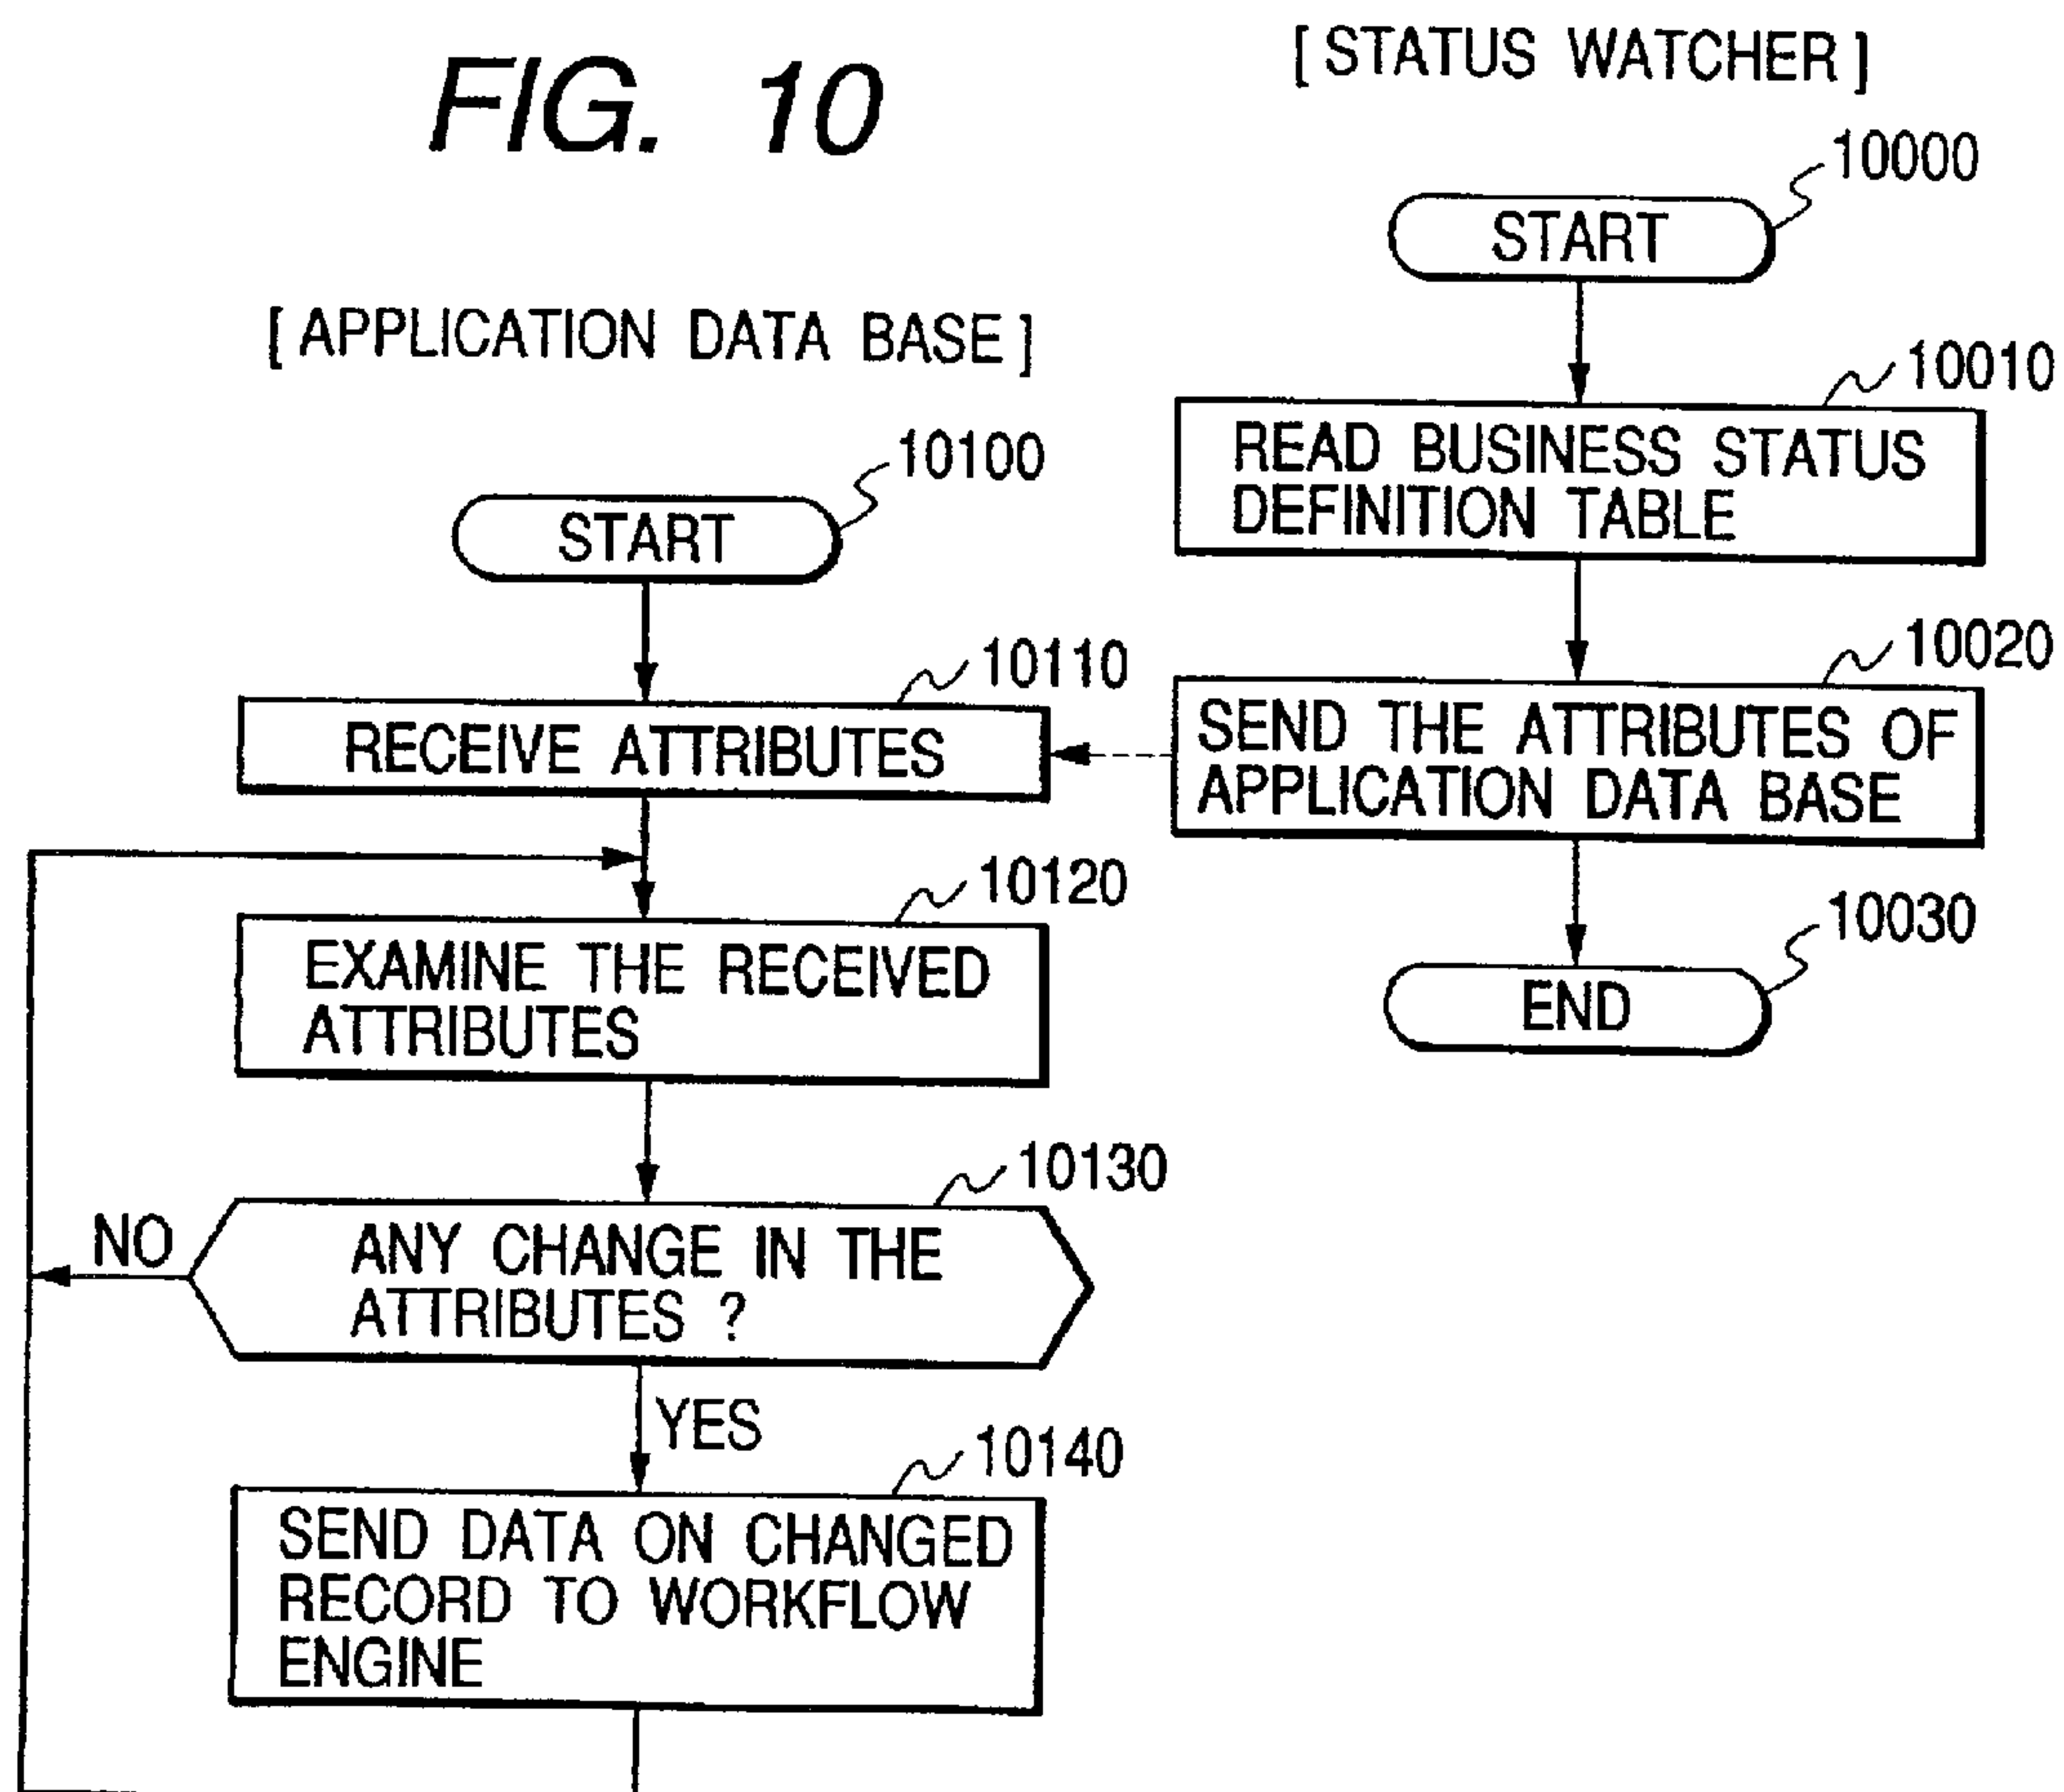 FIG. 10
[ STATUS WATCHER ]
10000
START
10010
READ BUSINESS STATUS
DEFINITION TABLE
10020
SEND THE ATTRIBUTES OF
APPLICATION DATA BASE
10030
END
[ APPLICATION DATA BASE ]
10100
START
10110
RECEIVE ATTRIBUTES
10120
EXAMINE THE RECEIVED
ATTRIBUTES
10130
ANY CHANGE IN THE
ATTRIBUTES ?
NO
YES
10140
SEND DATA ON CHANGED
RECORD TO WORKFLOW
ENGINE